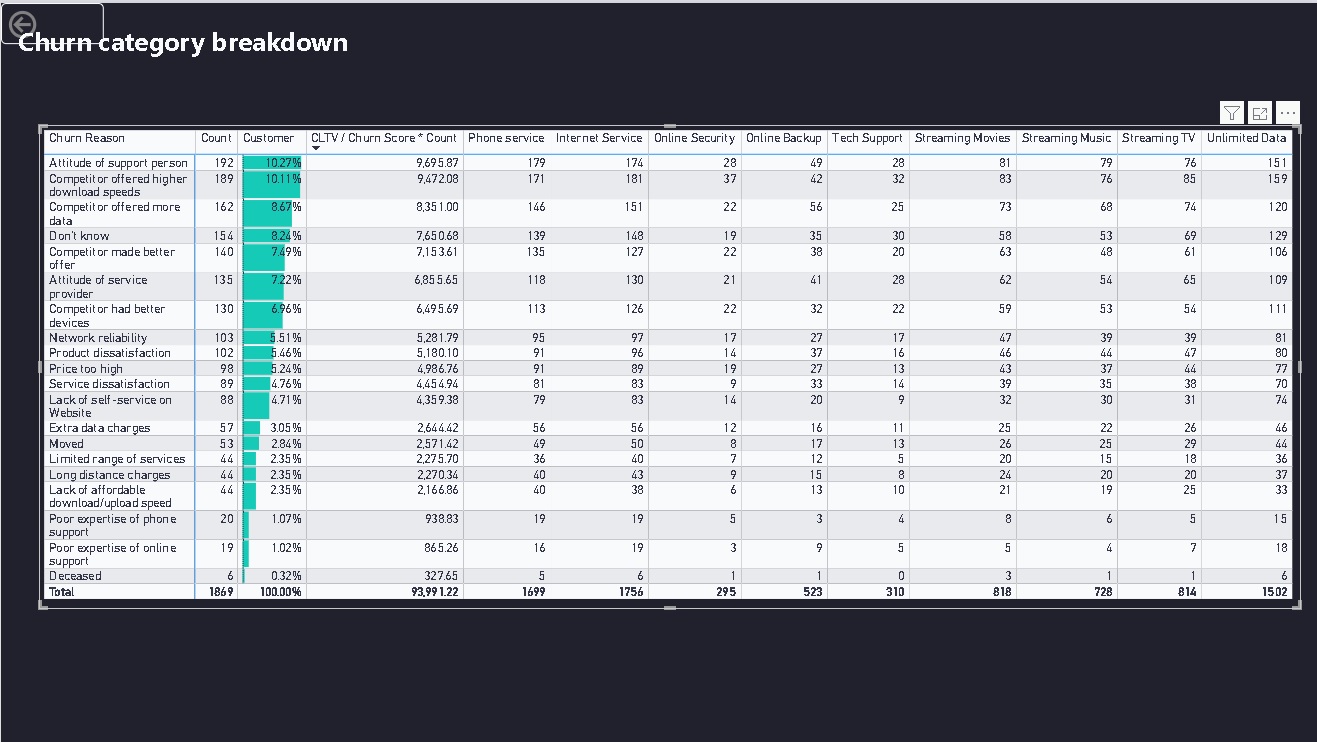 Churn category breakdown
Churn Reason Count Customer CLTV / Churn Score * Count Phone service Internet Service Online Security Online Backup Tech Support Streaming Movies Streaming Music Streaming TV Unlimited Data
Attitude of support person 192 10.27% 9,695.87 179 174 28 49 28 81 79 76 151
Competitor offered higher 189 10.11% 9,472.08 171 181 37 42 32 83 76 85 159
download speeds
Competitor offered more 162 8.67% 8,351.00 146 151 22 56 25 73 68 74 120
data
Don't know 154 8.24% 7,650.68 139 148 19 35 30 58 53 69 129
Competitor made better 140 7.49% 7,153.61 135 127 22 38 20 63 48 61 106
offer
Attitude of service 135 7.22% 6,855.65 118 130 21 41 28 62 54 65 109
provider
Competitor had better 130 6.96% 6,495.69 113 126 22 32 22 59 53 54 111
devices
Network reliability 103 5.51% 5,281.79 95 97 17 27 17 47 39 39 81
Product dissatisfaction 102 5.46% 5,180.10 91 96 14 37 16 46 44 47 80
Price too high 98 5.24% 4,986.76 91 89 19 27 13 43 37 44 77
Service dissatisfaction 89 4.76% 4,454.94 81 83 9 33 14 39 35 38 70
Lack of self-service on 88 4.71% 4,359.38 79 83 14 20 9 32 30 31 74
Website
Extra data charges 57 3.05% 2,644.42 56 56 12 16 11 25 22 26 46
Moved 53 2.84% 2,571.42 49 50 8 17 13 26 25 29 44
Limited range of services 44 2.35% 2,275.70 36 40 7 12 5 20 15 18 36
Long distance charges 44 2.35% 2,270.34 40 43 9 15 8 24 20 20 37
Lack of affordable 44 2.35% 2,166.86 40 38 6 13 10 21 19 25 33
download/upload speed
Poor expertise of phone 20 1.07% 938.83 19 19 5 3 4 8 6 5 15
support
Poor expertise of online 19 1.02% 865.26 16 19 3 9 5 5 4 7 18
support
Deceased 6 0.32% 327.65 5 6 1 1 0 3 1 1 6
Total 1869 100.00% 93,991.22 1699 1756 295 523 310 818 728 814 1502